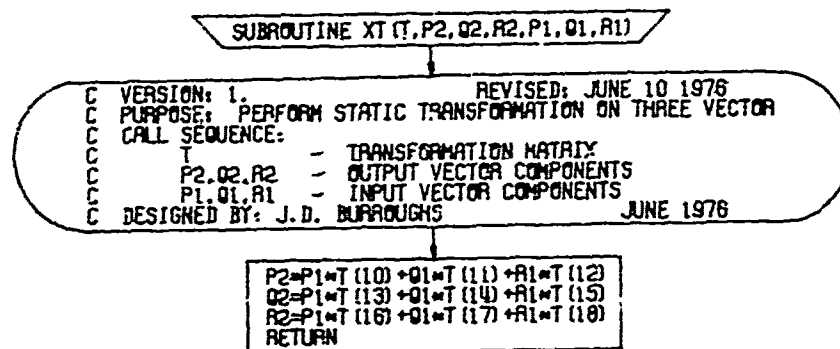 SUBROUTINE XT(T,P2,Q2,R2,P1,Q1,R1)
C VERSION: 1. REVISED: JUNE 10 1976
C PURPOSE: PERFORM STATIC TRANSFORMATION ON THREE VECTOR
C CALL SEQUENCE:
C T - TRANSFORMATION MATRIX
C P2,Q2,R2 - OUTPUT VECTOR COMPONENTS
C P1,Q1,R1 - INPUT VECTOR COMPONENTS
C DESIGNED BY: J.D. BURROUGHS JUNE 1976
P2=P1*T(10)+Q1*T(11)+R1*T(12)
Q2=P1*T(13)+Q1*T(14)+R1*T(15)
R2=P1*T(16)+Q1*T(17)+R1*T(18)
RETURN